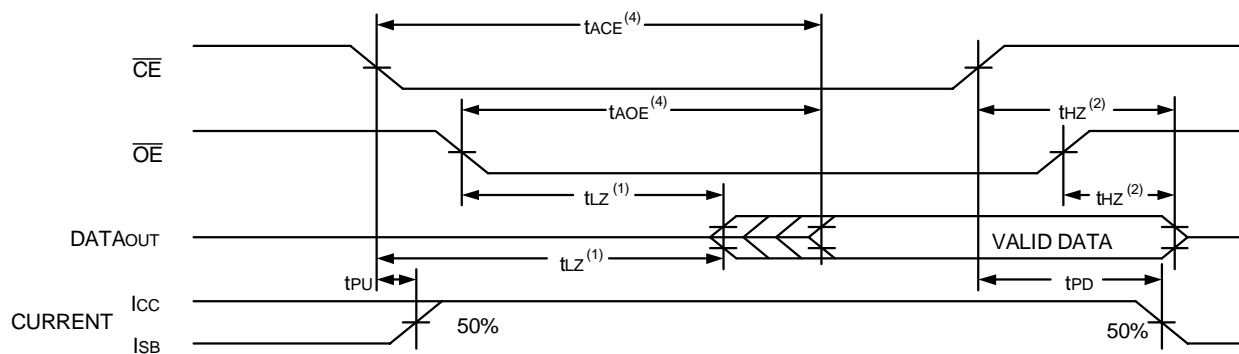 tACE(4)
CE
tAOE(4)
tHZ(2)
OE
tLZ(1)
tHZ(2)
DATAOUT
VALID DATA
tLZ(1)
tPU
tPD
ICC
CURRENT
50%
50%
ISB